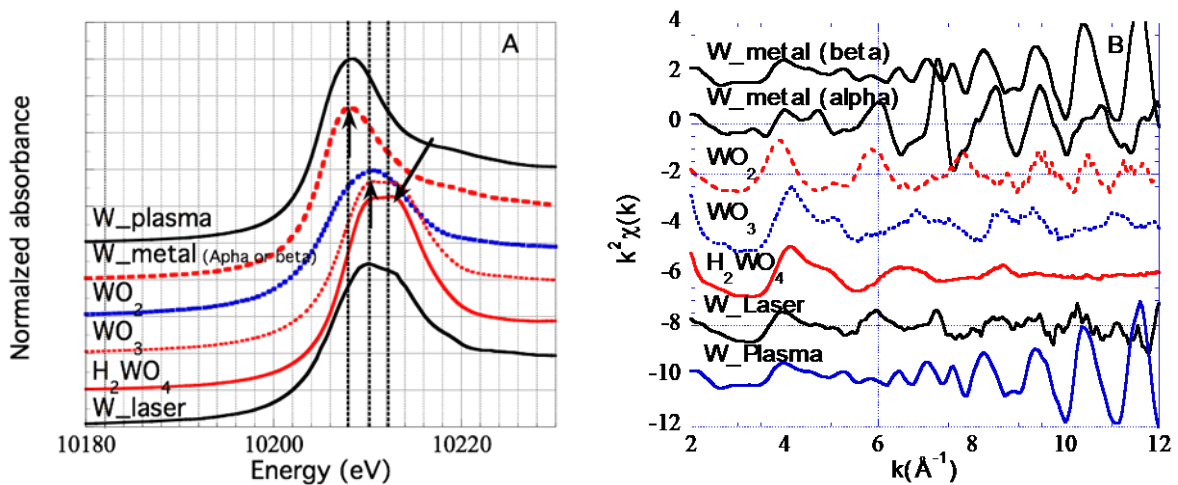 A
Normalized absorbance
W_plasma
W_metal (Apha or beta)
WO2
WO3
H2WO4
W_laser
10180 10200 10220
Energy (eV)
B
4
2
0
-2
-4
-6
-8
-10
-12
k²χ(k)
W_metal (beta)
W_metal (alpha)
WO2
WO3
H2WO4
W_Laser
W_Plasma
2 4 6 8 10 12
k(Å⁻¹)